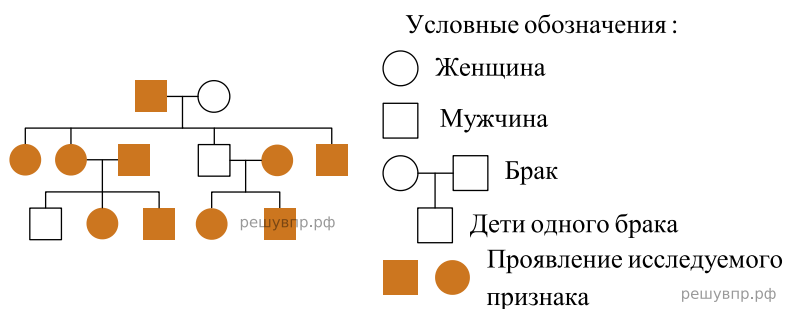 Условные обозначения :
Женщина
Мужчина
Брак
решувпр.рф
Дети одного брака
Проявление исследуемого
признака
решувпр.рф